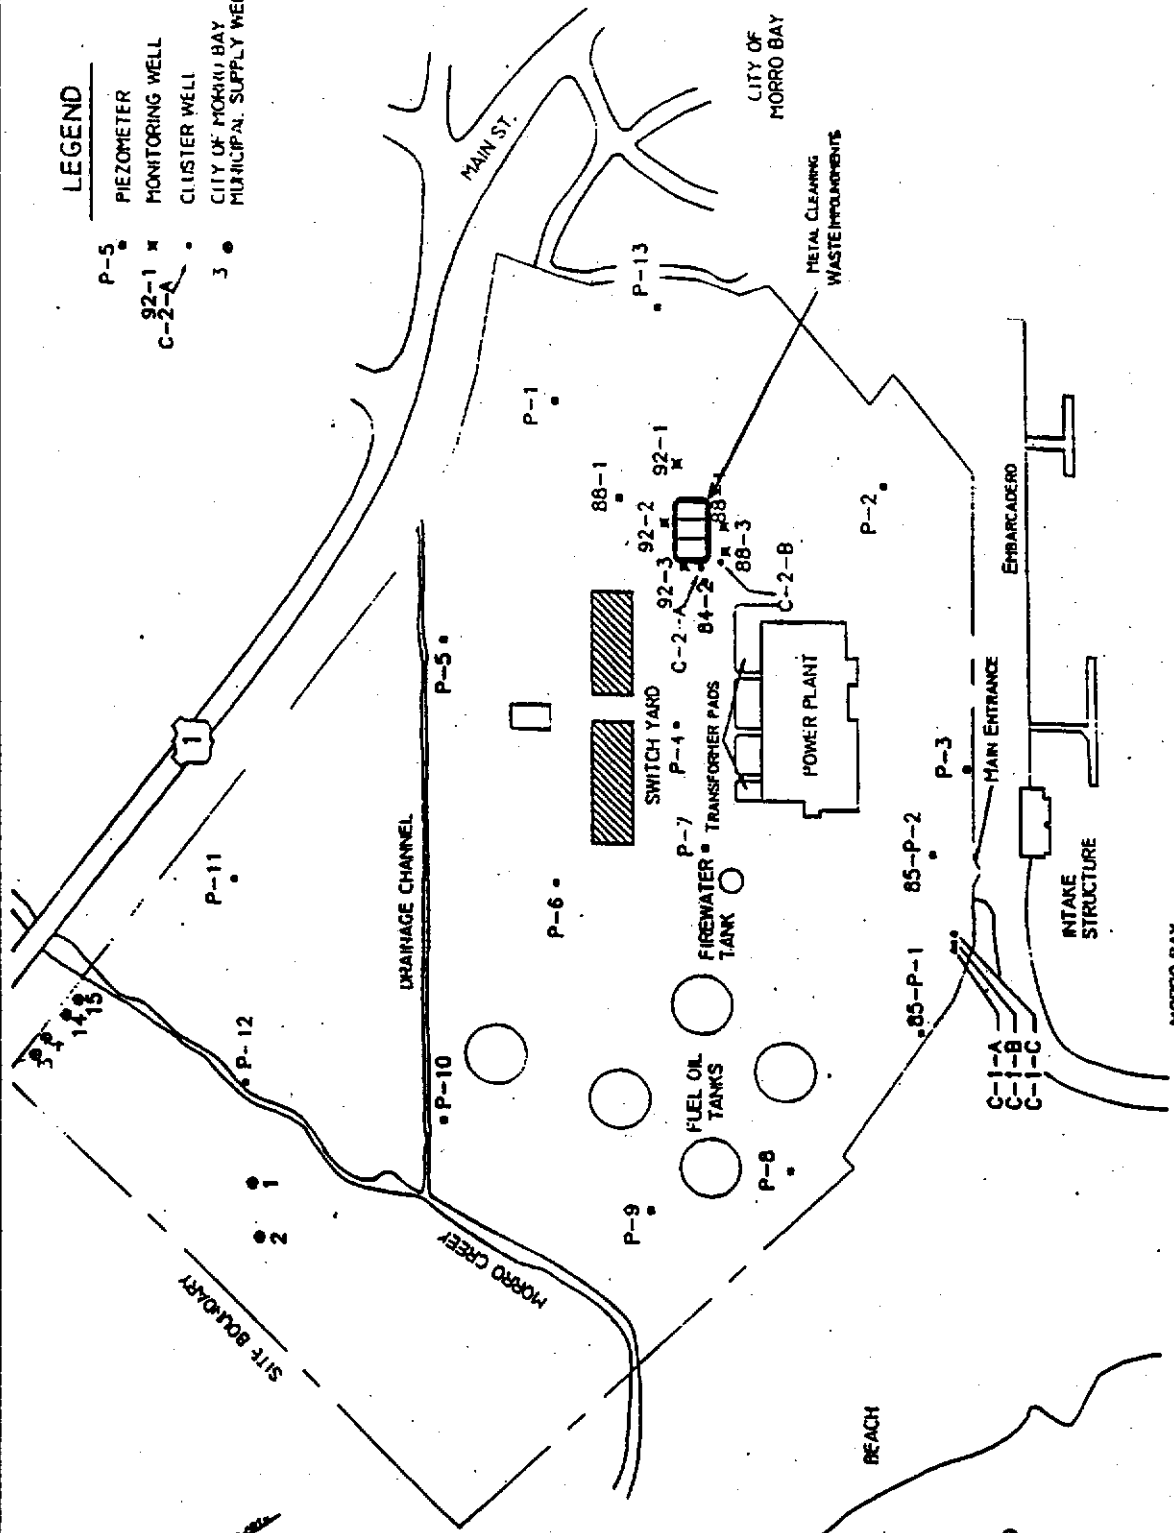 LEGEND
P-5
PIEZOMETER
92-1
MONITORING WELL
C-2-A
CLUSTER WELL
3
CITY OF MORRO BAY
MUNICIPAL SUPPLY
CITY OF
MORRO BAY
MAIN ST.
1
METAL CLEANING
WASTE IMPOUNDMENTS
P-13
P-1
88-1
92-1
92-2
92-3
88-3
C-2-A
84-2
C-2-B
P-2
P-5
SWITCH YARD
P-4
TRANSFORMER PADS
POWER PLANT
P-7
P-11
DRAINAGE CHANNEL
P-6
FIREWATER
TANK
EMBARCADERO
MAIN ENTRANCE
P-3
85-P-2
INTAKE
STRUCTURE
85-P-1
C-1-A
C-1-B
C-1-C
3
4
14
15
P-12
P-10
FUEL OIL
TANKS
P-8
P-9
1
2
MORRO CREEK
SITE BOUNDARY
BEACH